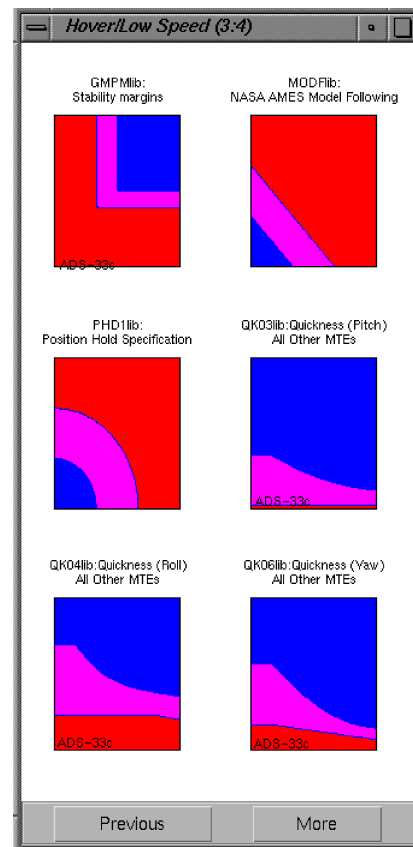 Hover/Low Speed (3:4)
GMPMlib:
Stability margins
ADS-33c
MODFlib:
NASA AMES Model Following
PHD1lib:
Position Hold Specification
QK03lib:Quickness (Pitch)
All Other MTEs
ADS-33c
QK04lib:Quickness (Roll)
All Other MTEs
ADS-33c
QK06lib:Quickness (Yaw)
All Other MTEs
ADS-33c
Previous
More